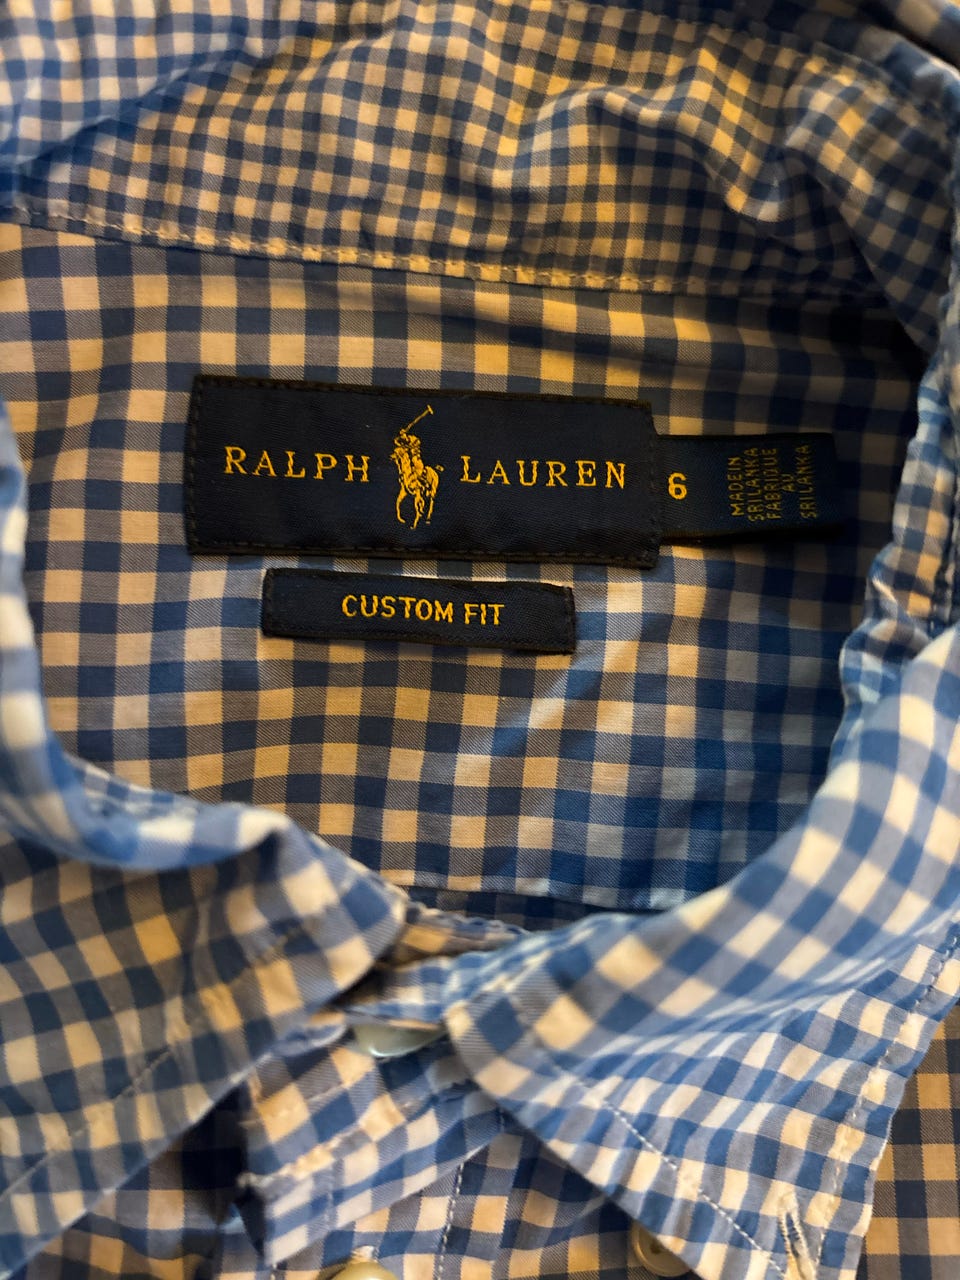 RALPH LAUREN
6
MADE IN
SRI LANKA
FABRIQUE
AU
SRI LANKA
CUSTOM FIT